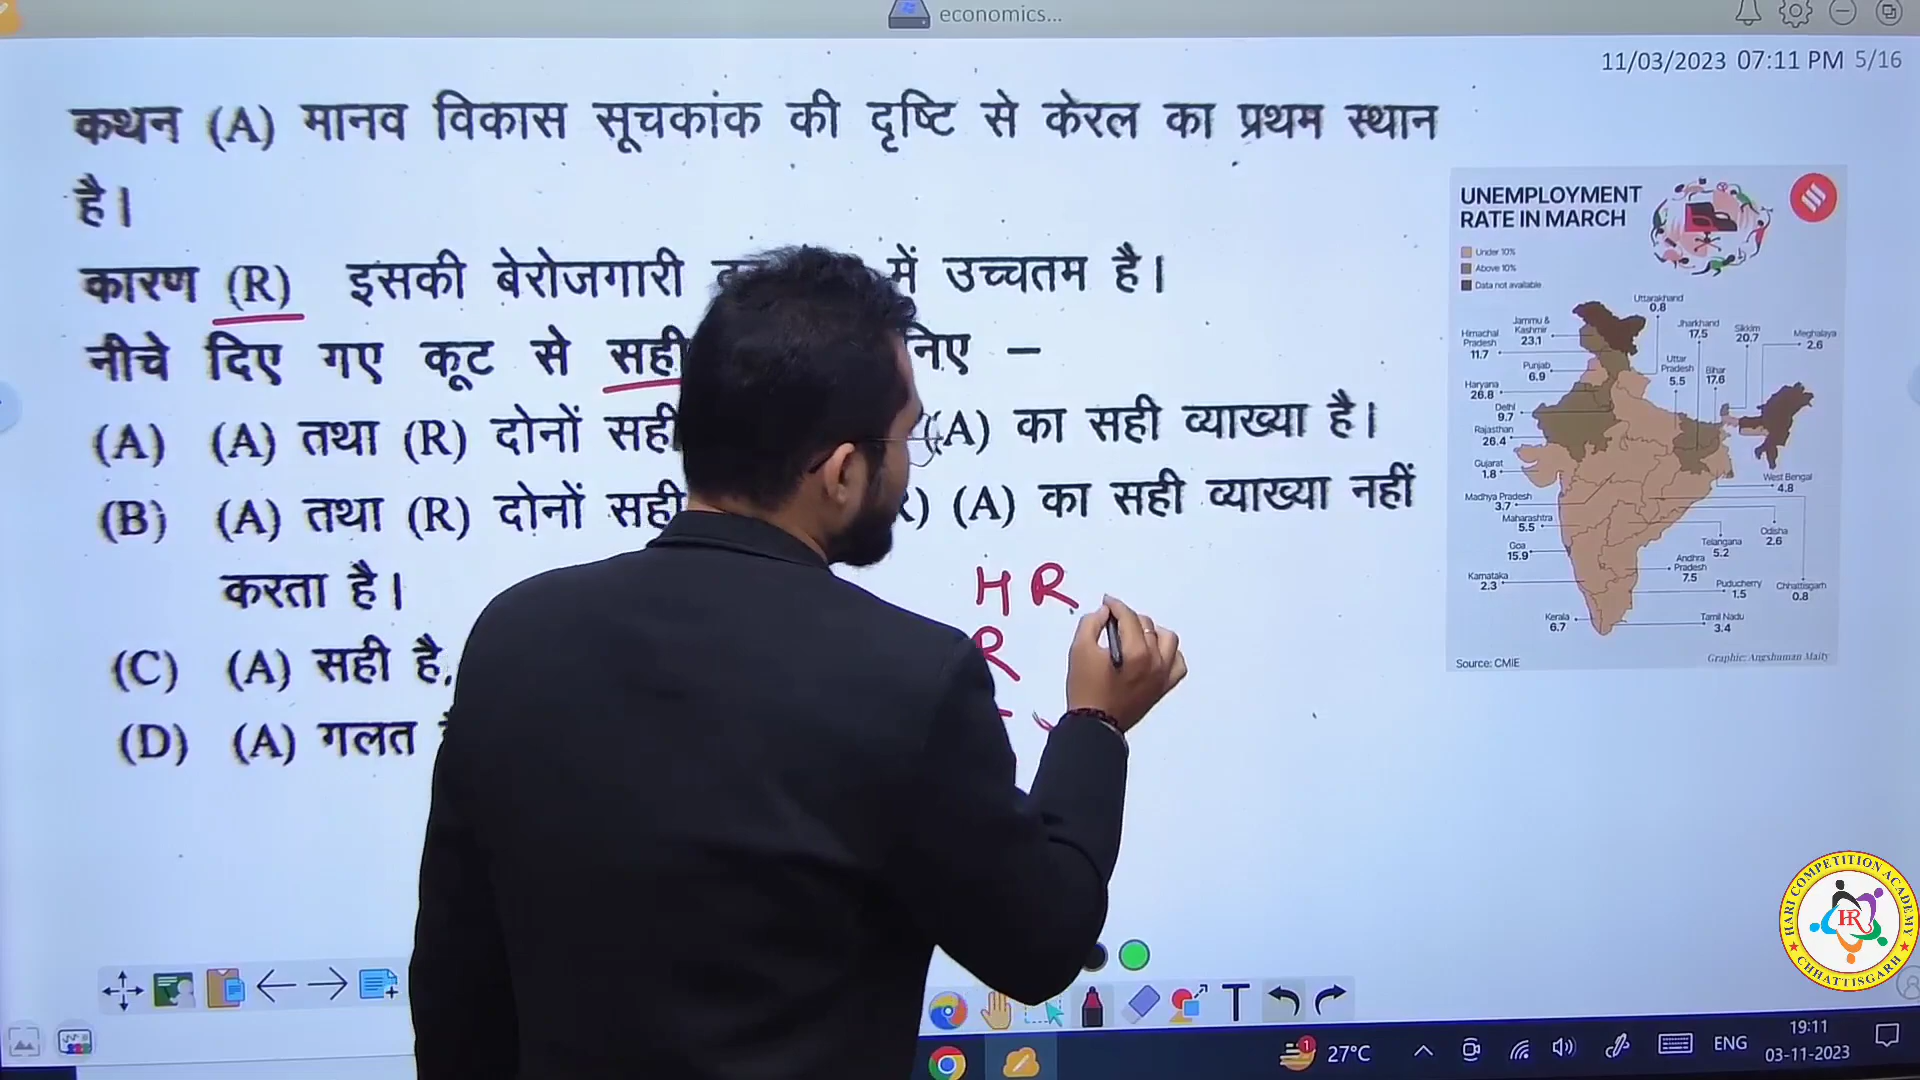 economics...
11/03/2023 07:11 PM 5/16
कथन (A) मानव विकास सूचकांक की दृष्टि से केरल का प्रथम स्थान
है।
कारण (R) इसकी बेरोजगारी में उच्चतम है।
नीचे दिए गए कूट से सही
(A) (A) तथा (R) दोनों सही (A) का सही व्याख्या है।
(B) (A) तथा (R) दोनों सही (A) का सही व्याख्या नहीं
करता है।
(C) (A) सही है,
(D) (A) गलत
H R
R
UNEMPLOYMENT
RATE IN MARCH
Under 10%
Above 10%
Data not available
Uttarakhand
0.8
Jammu &
Kashmir
23.1
Jharkhand
17.5
Sikkim
20.7
Meghalaya
2.6
Himachal
Pradesh
11.7
Punjab
6.9
Uttar
Pradesh
5.5
Bihar
17.6
Haryana
26.8
Delhi
9.7
Rajasthan
26.4
Gujarat
1.8
West Bengal
4.8
Madhya Pradesh
3.7
Maharashtra
5.5
Odisha
2.6
Telangana
5.2
Goa
15.9
Andhra
Pradesh
7.5
Karnataka
2.3
Puducherry
1.5
Chhattisgarh
0.8
Kerala
6.7
Tamil Nadu
3.4
Source: CMIE
Graphic: Angshuman Maity
HARI COMPETITION ACADEMY
HR
CHHATTISGARH
T
1
27°C
ENG
19:11
03-11-2023